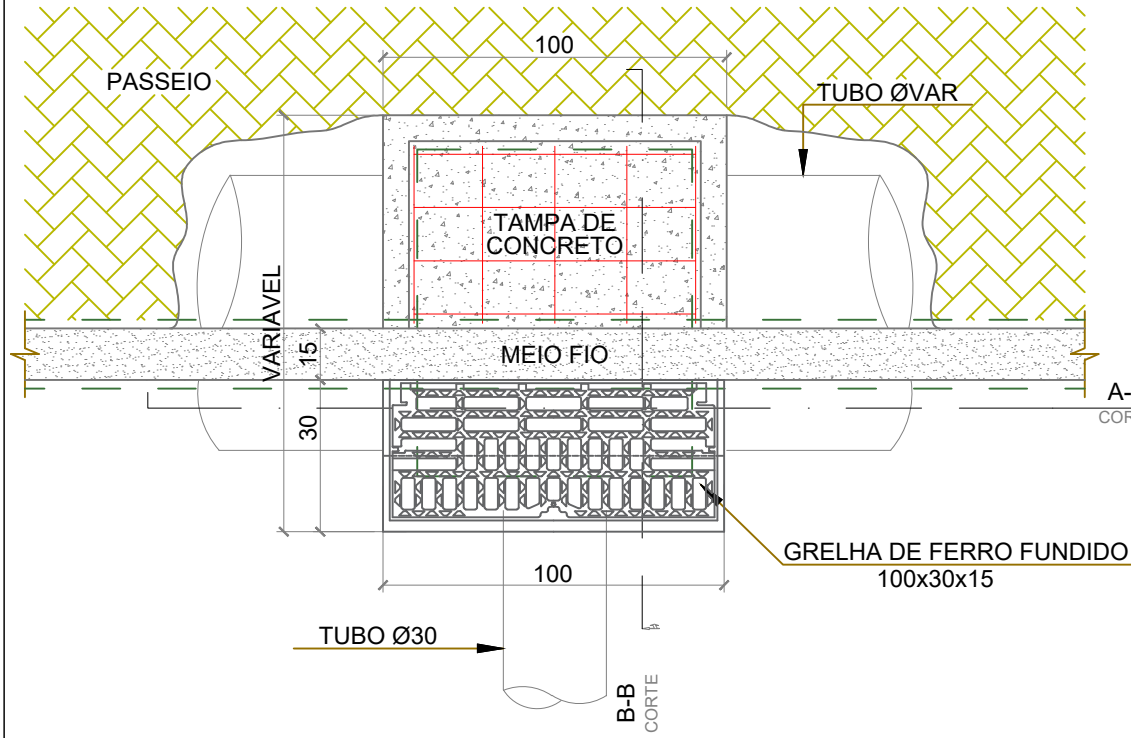 100
PASSEIO
TUBO ØVAR
TAMPA DE
CONCRETO
VARIAVEL
15
MEIO FIO
30
A-
COR
GRELHA DE FERRO FUNDIDO
100x30x15
100
TUBO Ø30
B-B
CORTE